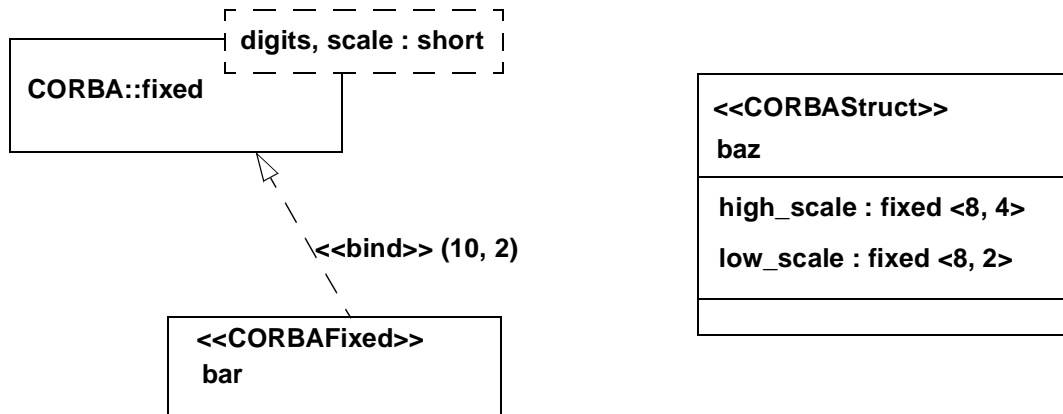 digits, scale : short
CORBA::fixed
<<bind>> (10, 2)
<<CORBAFixed>>
bar
<<CORBAStruct>>
baz
high_scale : fixed <8, 4>
low_scale : fixed <8, 2>